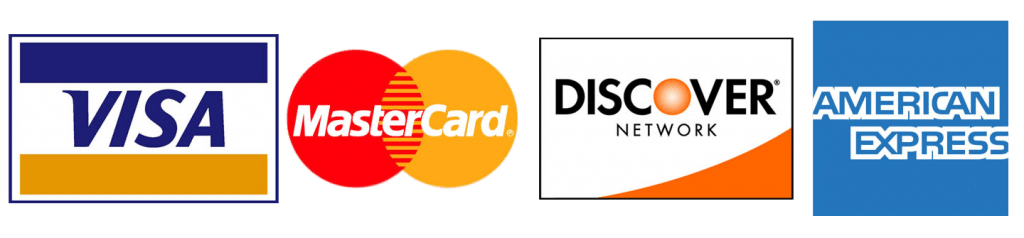 VISA
MasterCard®
DISCOVER®
NETWORK
AMERICAN
EXPRESS